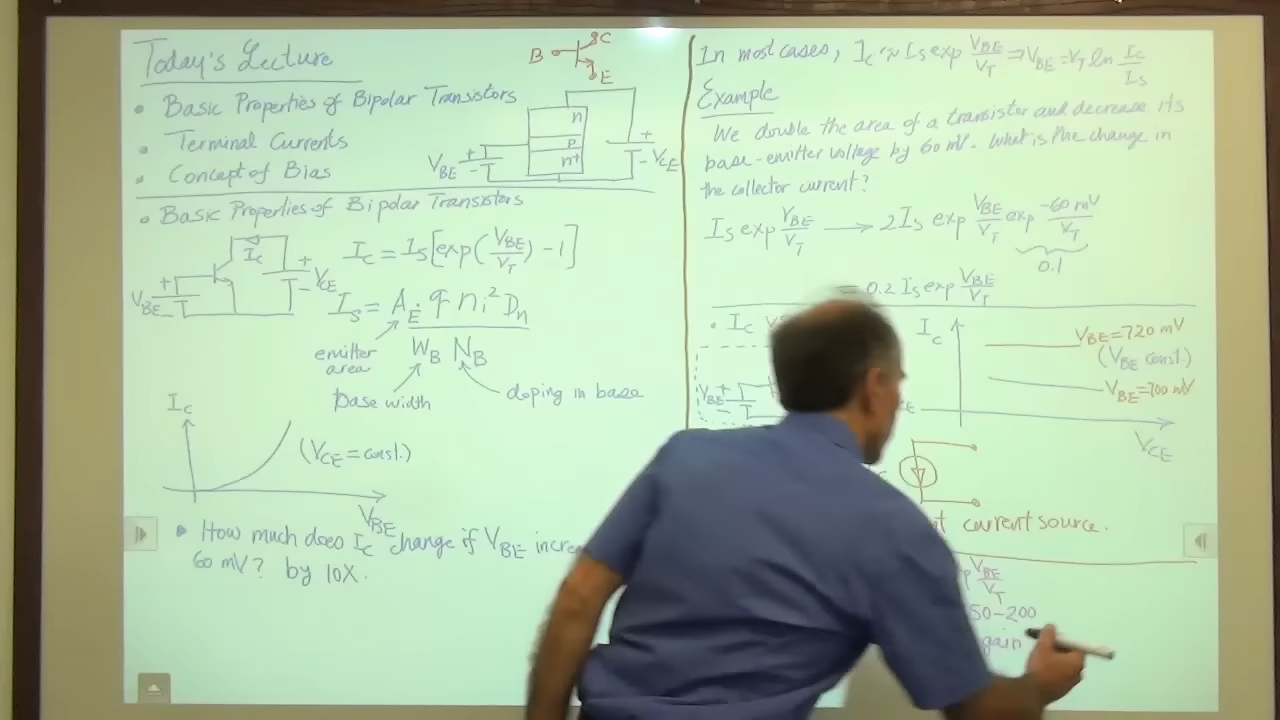 Today's Lecture
• Basic Properties of Bipolar Transistors
• Terminal Currents
• Concept of Bias
B C E
n
p
n+
VBE + - + - VCE
• Basic Properties of Bipolar Transistors
IC
VBE + - + - VCE
IC = IS [exp(VBE/VT) - 1]
IS = AE q ni² Dn / WB NB
emitter area
base width
doping in base
IC
(VCE = const.)
VBE
• How much does IC change if VBE
60 mV? by 10X.
In most cases, IC ≈ IS exp VBE/VT ⇒ VBE = VT ln IC/IS
Example
We double the area of a transistor and decrease its
base-emitter voltage by 60 mV. What is the change in
the collector current?
IS exp VBE/VT → 2IS exp VBE/VT exp -60 mV/VT
0.1
= 0.2 IS exp VBE/VT
• IC
IC
VBE = 720 mV
(VBE const.)
VBE = 700 mV
VCE
VBE + -
current source.
VBE/VT
50-200
gain